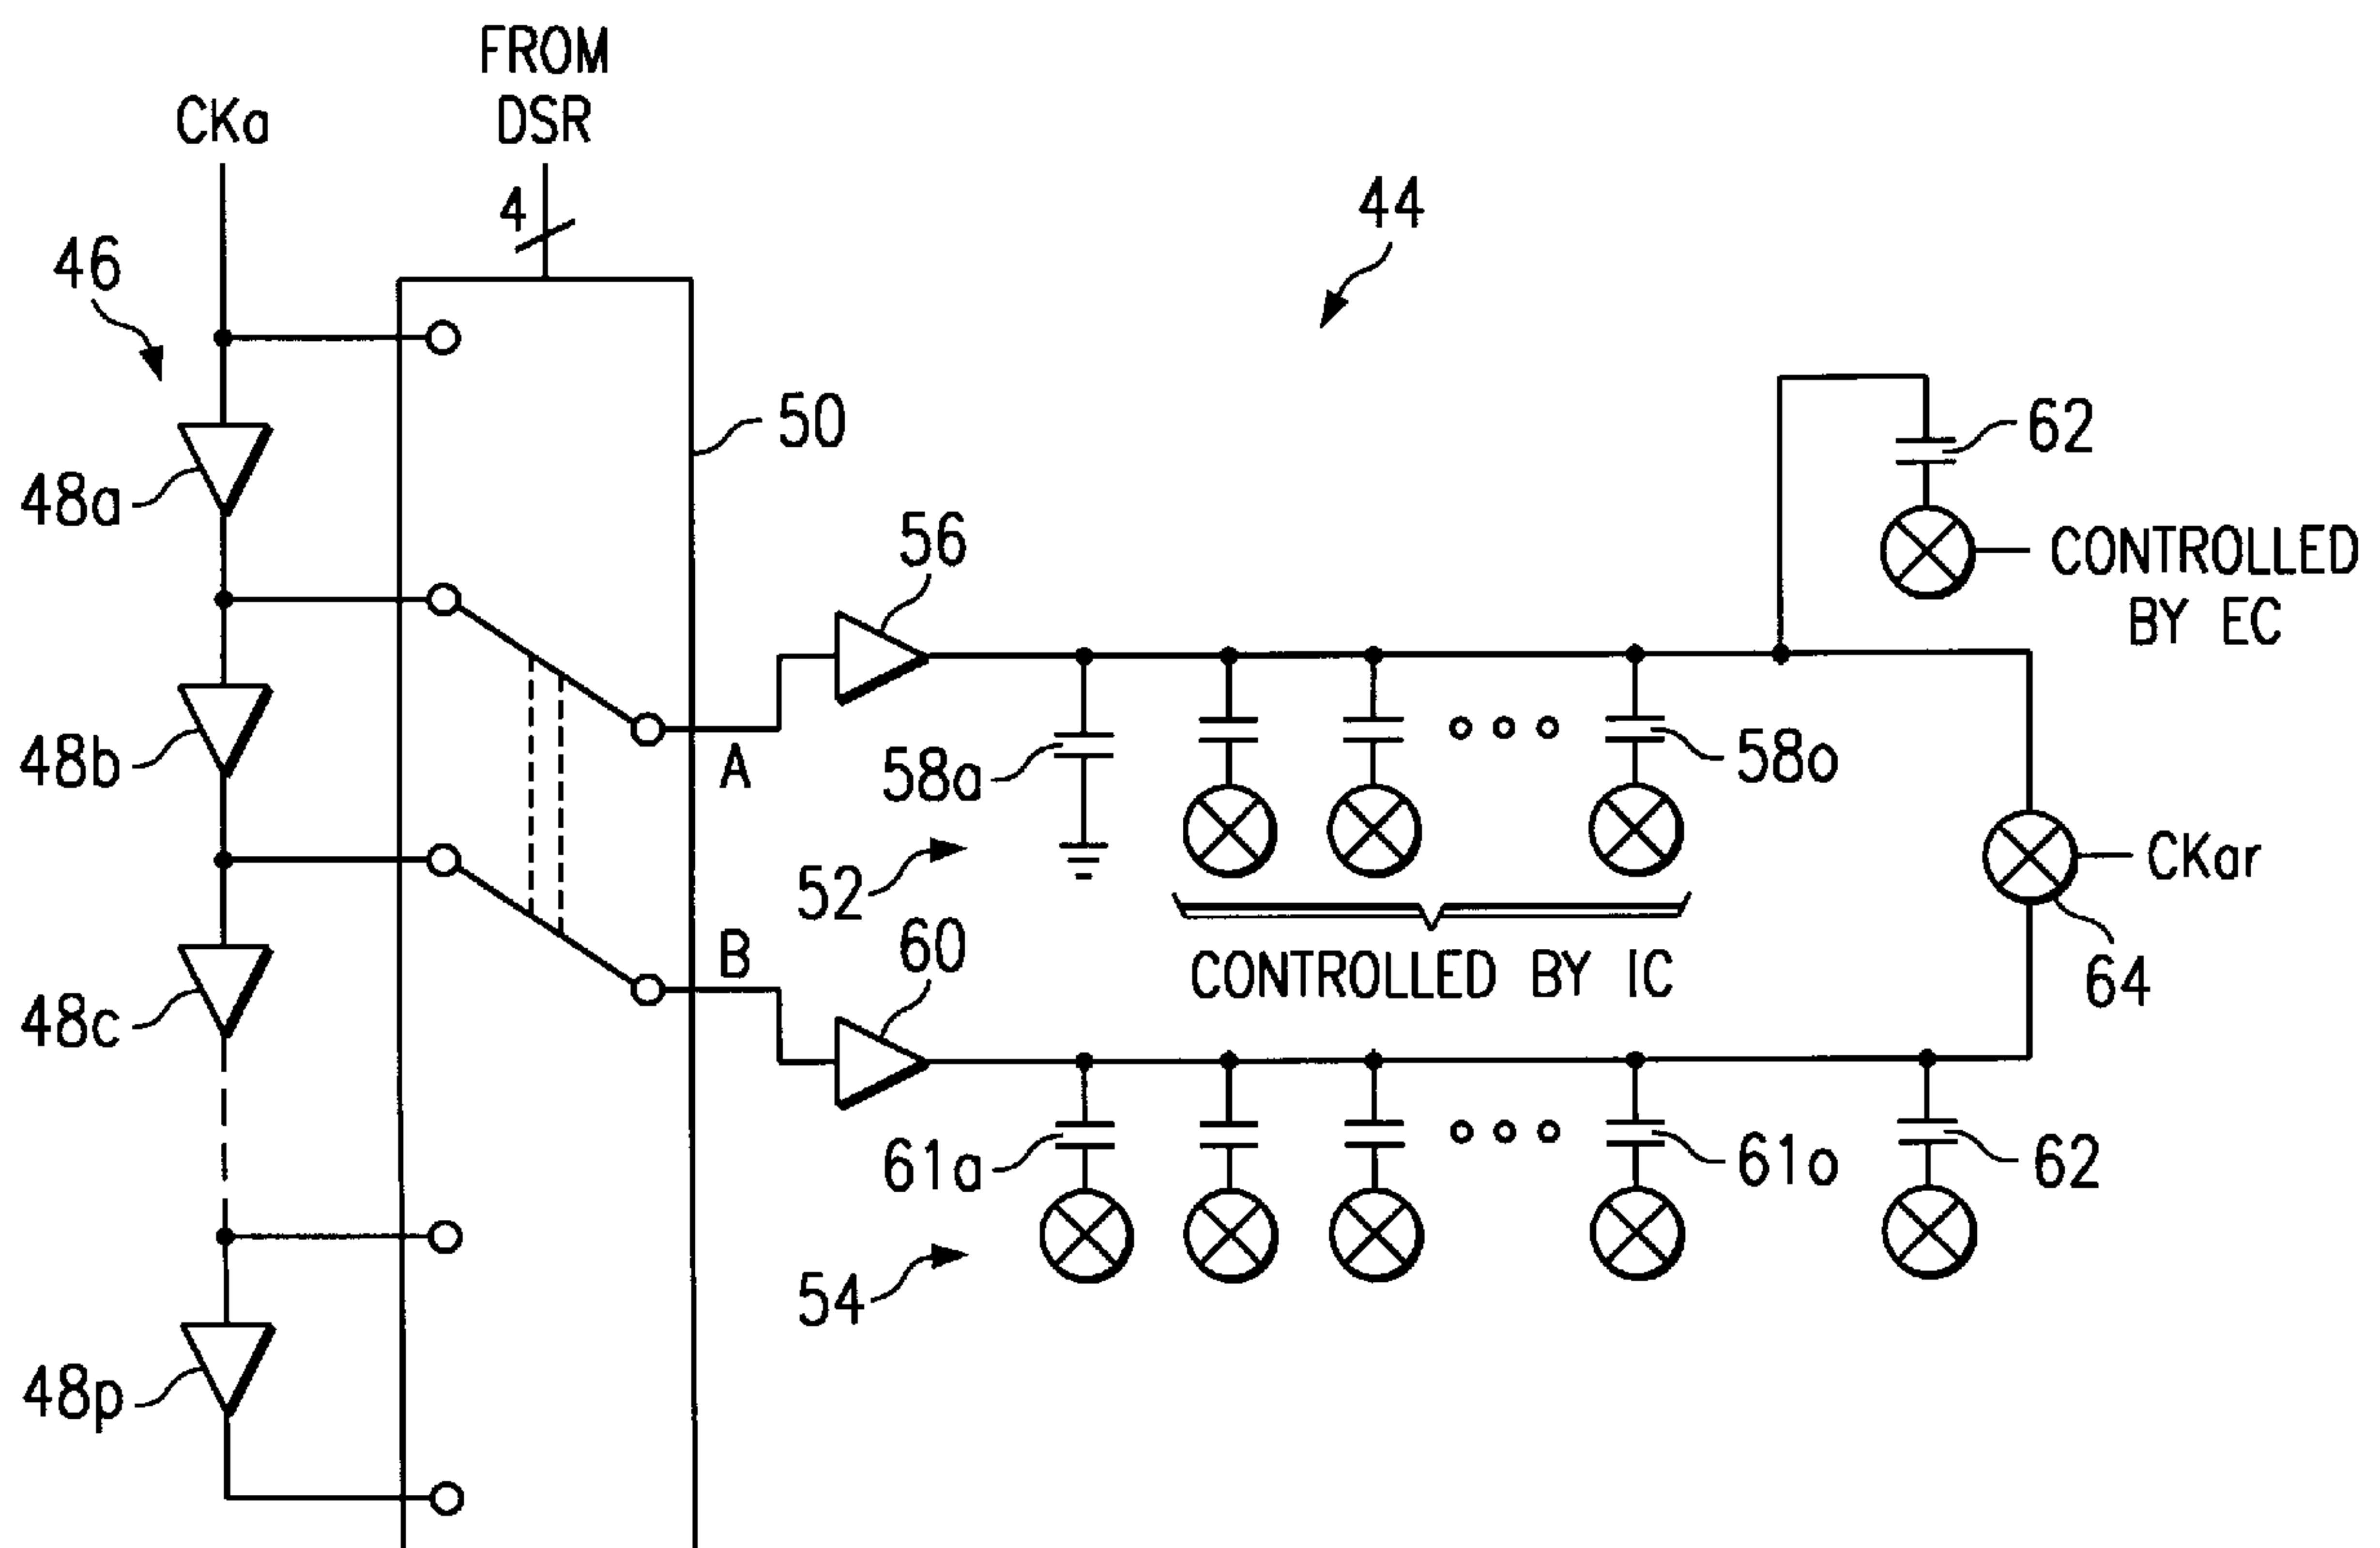 FROM
DSR
CKa
4
44
46
50
62
48a
56
CONTROLLED
BY EC
48b
A
58a
58o
52
CKar
B
60
CONTROLLED BY IC
64
48c
61a
61o
62
54
48p